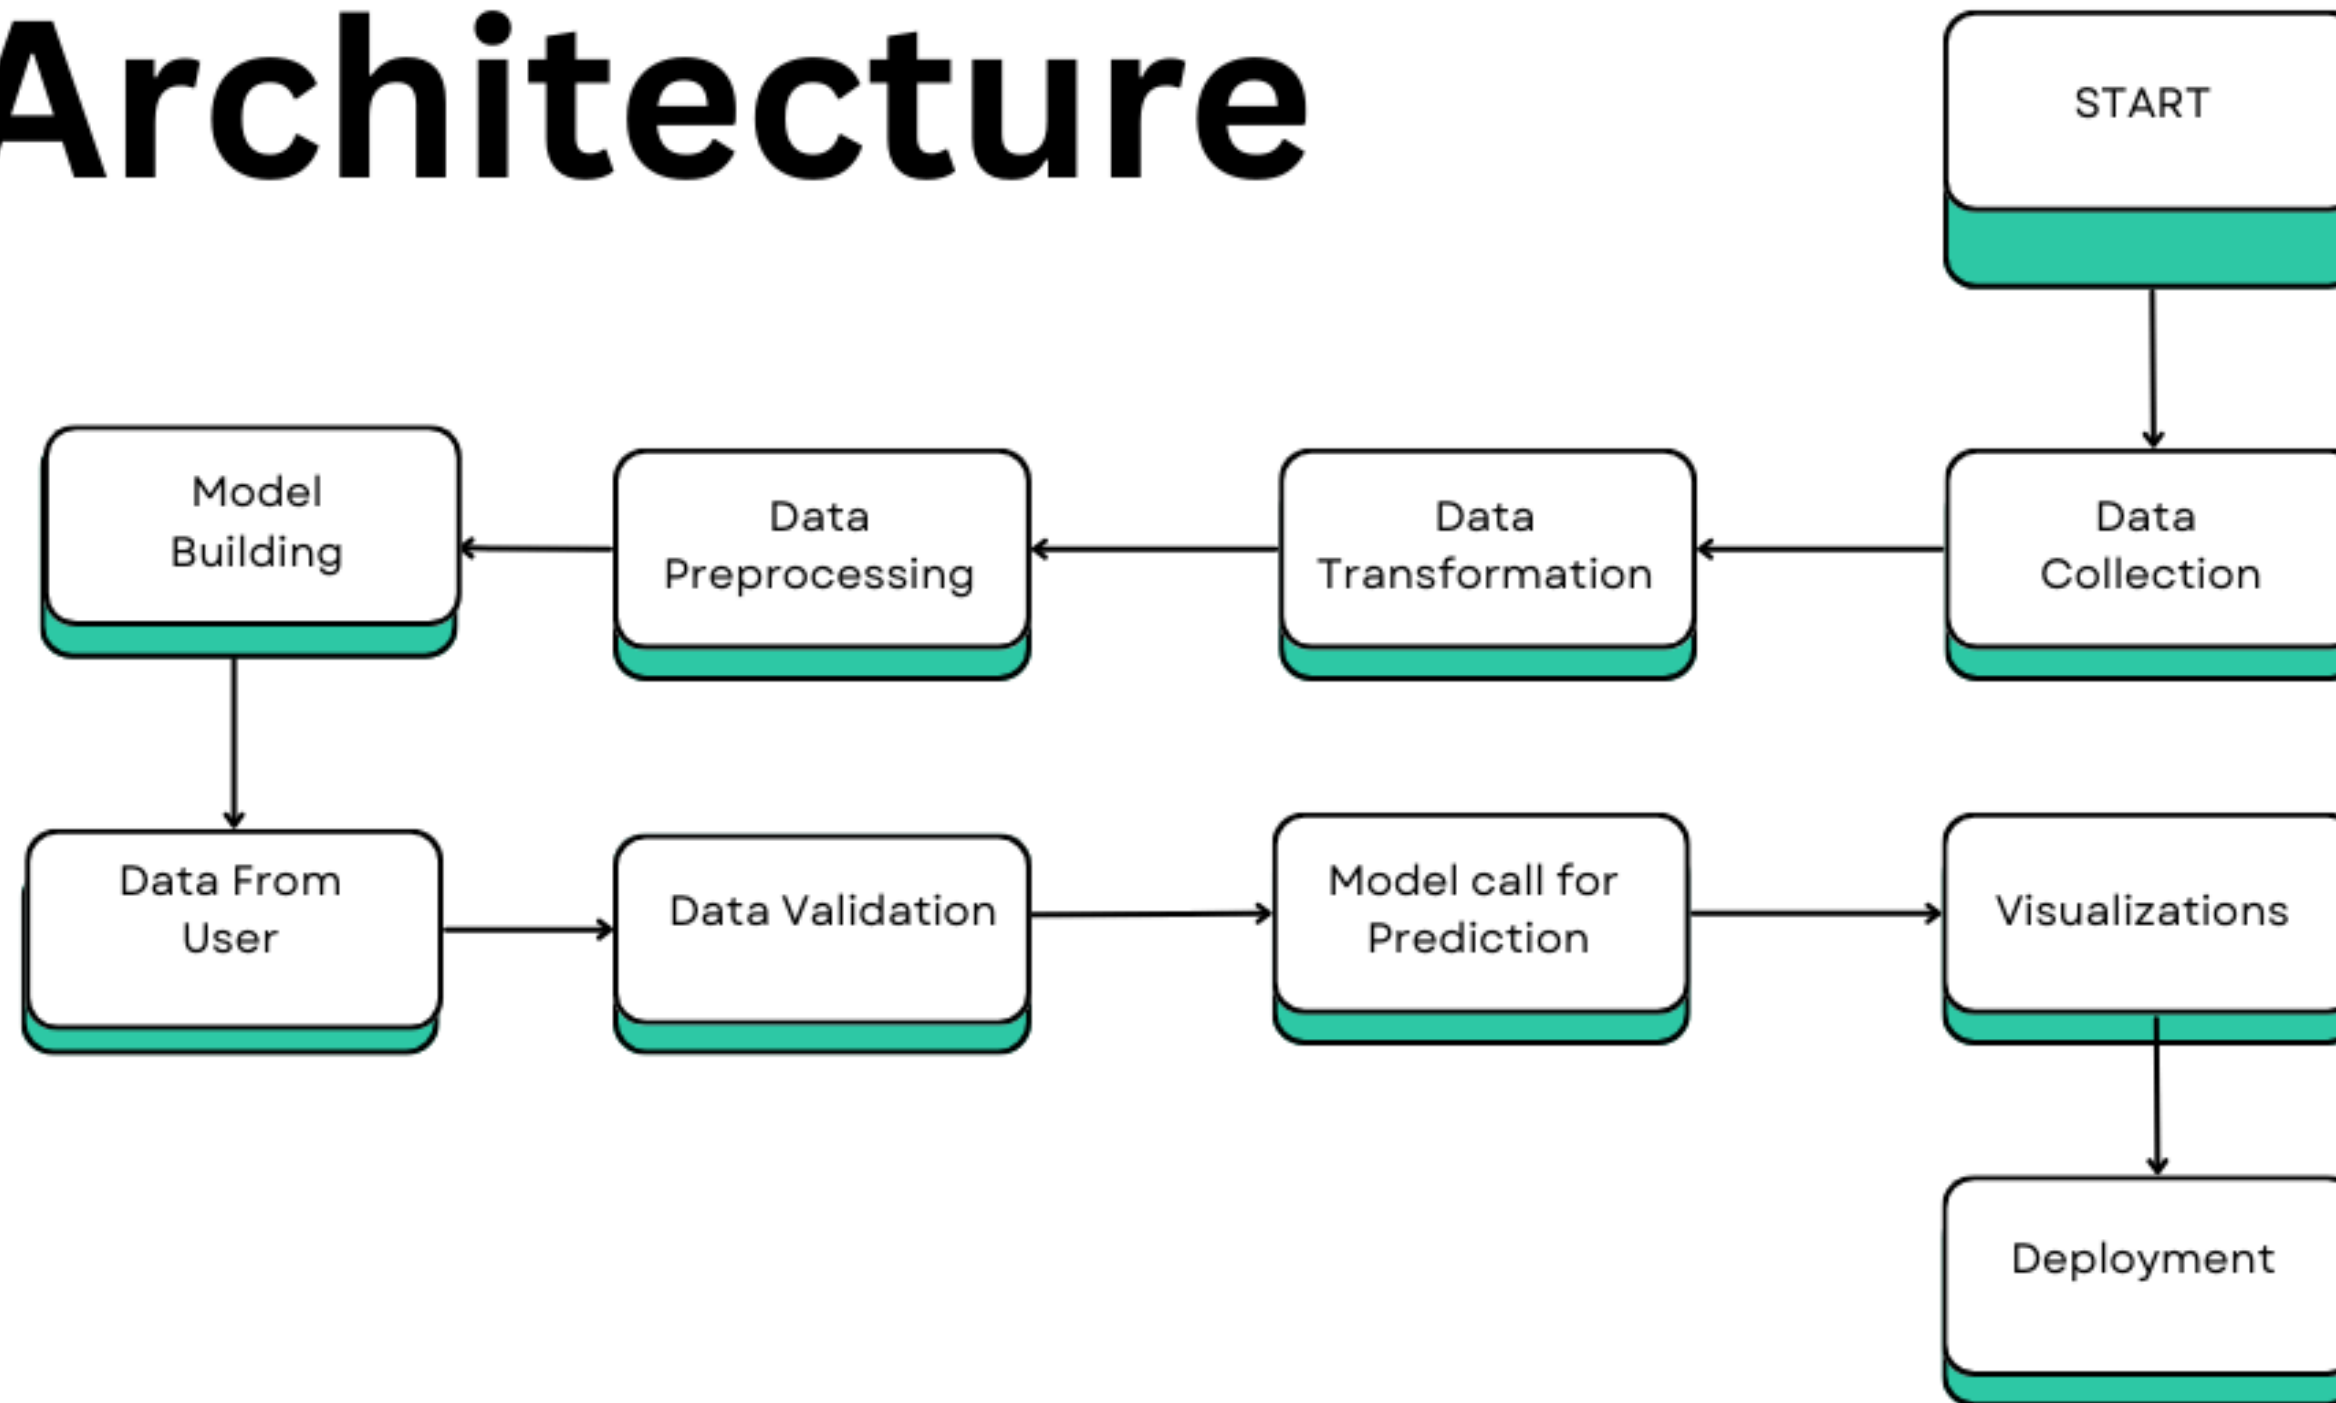 Architecture
START
Model
Building
Data
Preprocessing
Data
Transformation
Data
Collection
Data From
User
Data Validation
Model call for
Prediction
Visualizations
Deployment